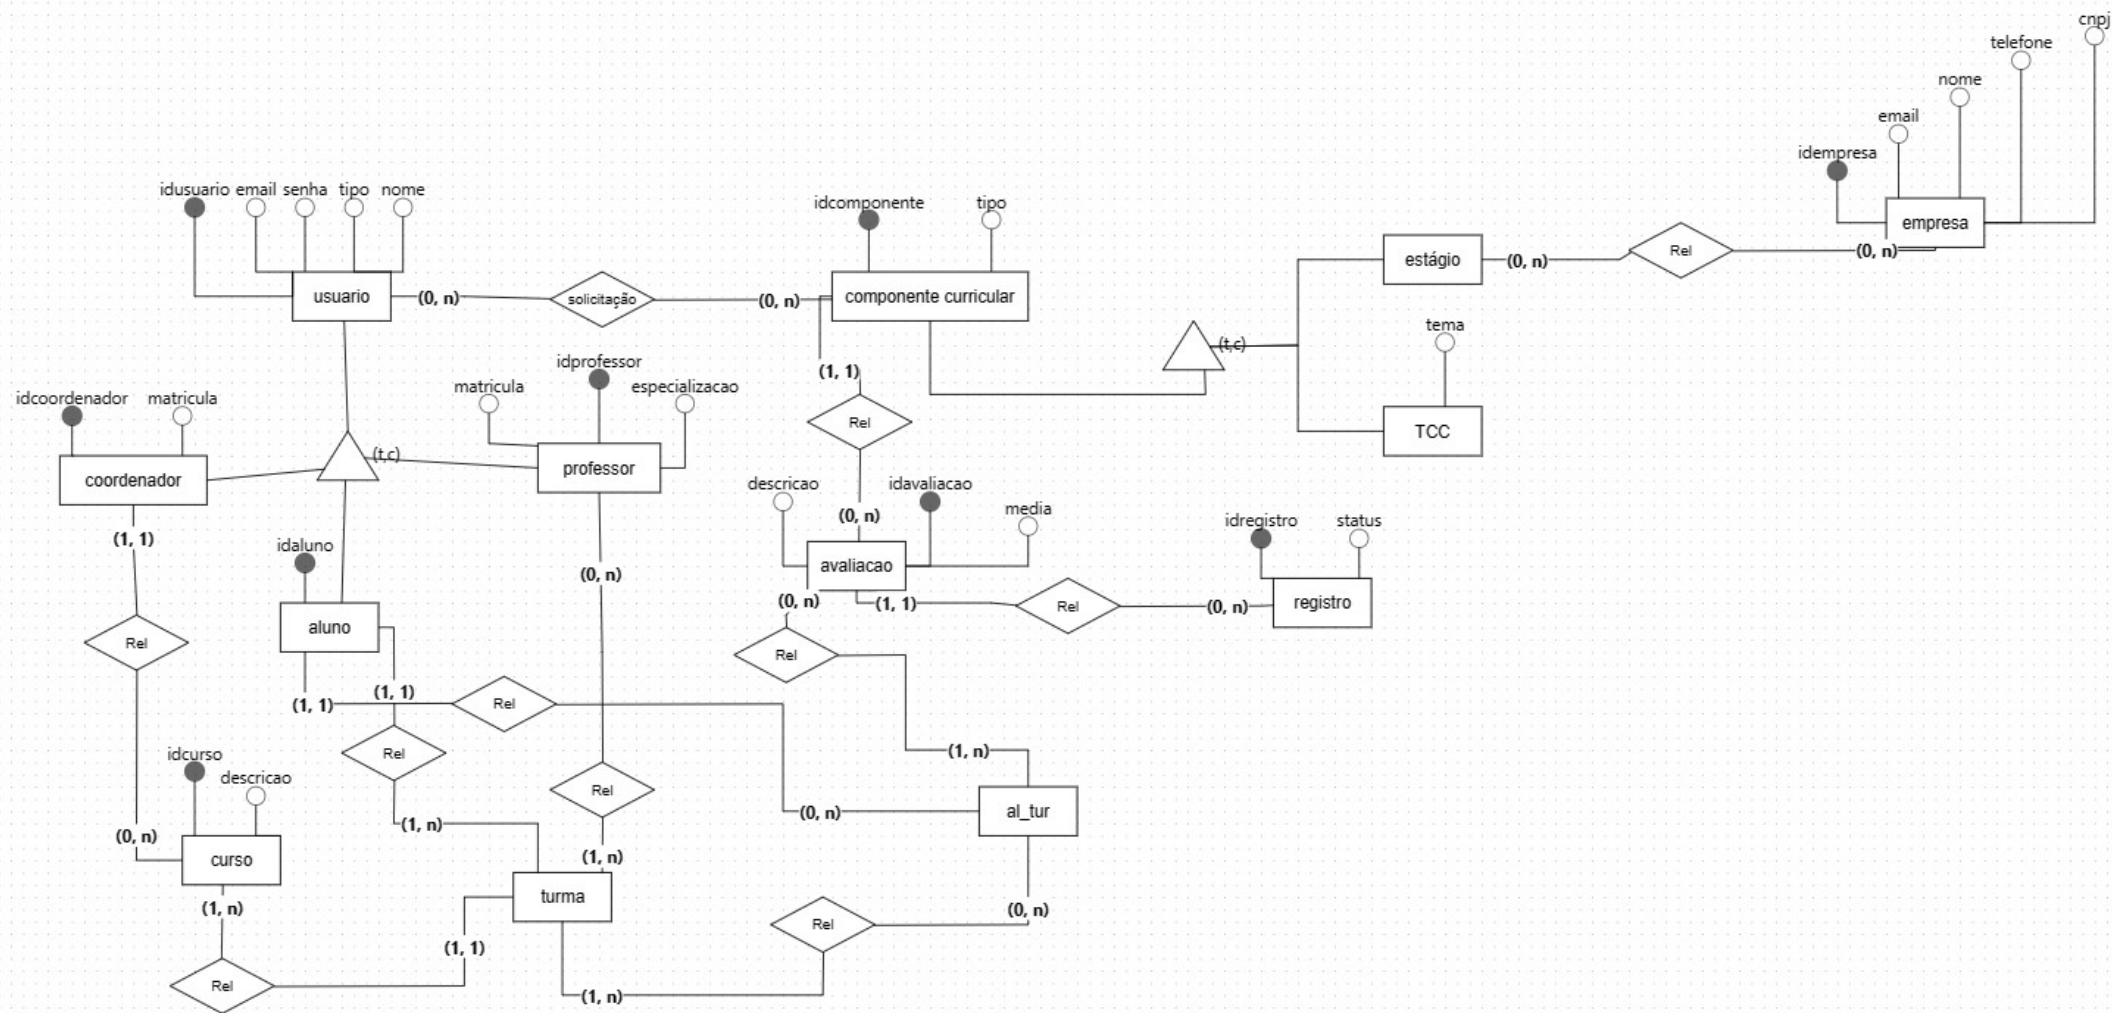 cnpj
telefone
nome
email
idempresa
empresa
idusuario email senha tipo nome
idcomponente tipo
usuario
(0, n)
solicitação
(0, n)
componente curricular
estágio
(0, n)
Rel
(0, n)
(t,c)
tema
TCC
(1, 1)
Rel
idprofessor
matricula
especializacao
professor
idcoordenador matricula
coordenador
(t,c)
descricao
idavaliacao
media
(0, n)
avaliacao
idregistro status
registro
(0, n)
(1, 1)
Rel
(0, n)
Rel
(1, 1)
idaluno
aluno
(0, n)
Rel
(1, 1)
(1, 1)
Rel
Rel
(1, n)
idcurso
descricao
Rel
(0, n)
al_tur
(1, n)
(0, n)
curso
(1, n)
turma
(1, n)
(1, 1)
Rel
(0, n)
Rel
(1, n)